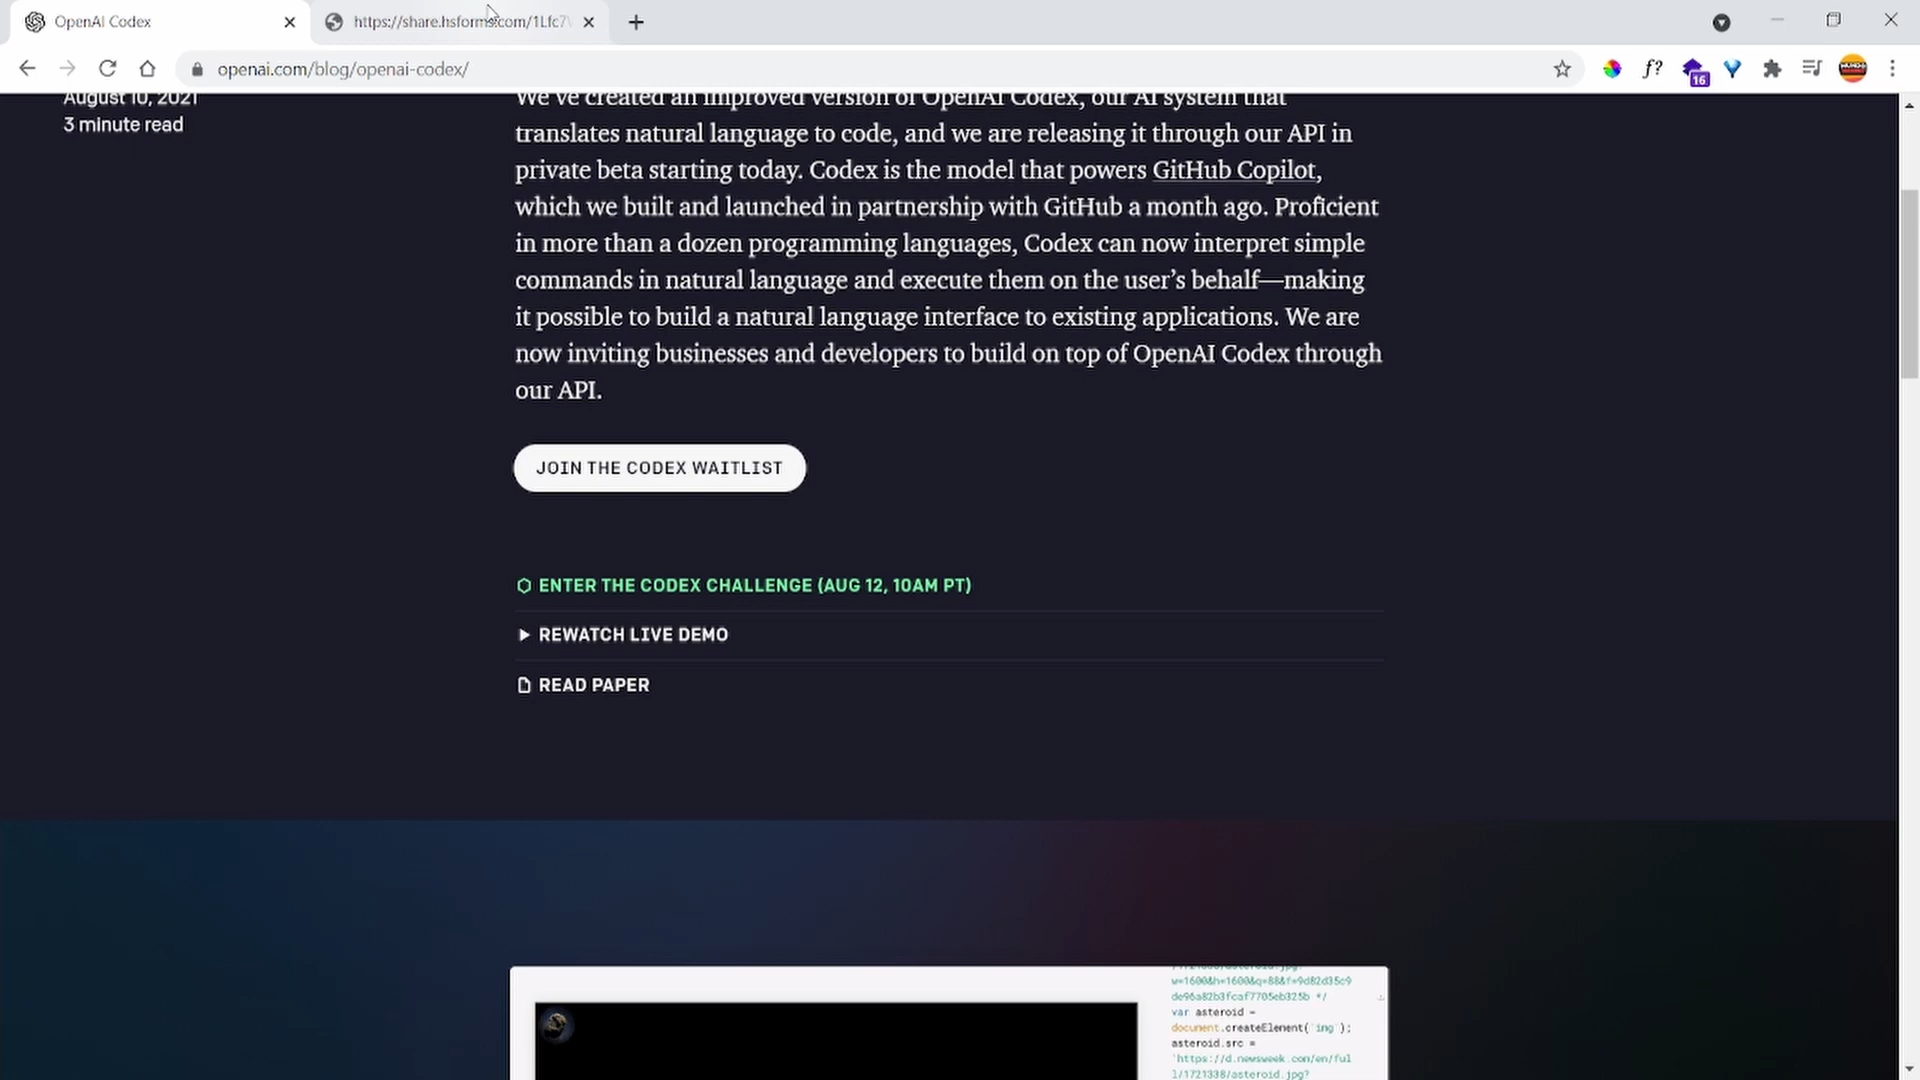 OpenAI Codex
https://share.hsforms.com/1Lfc7
openai.com/blog/openai-codex/
f?
16
August 10, 2021
3 minute read
We've created an improved version of OpenAI Codex, our AI system that
translates natural language to code, and we are releasing it through our API in
private beta starting today. Codex is the model that powers GitHub Copilot,
which we built and launched in partnership with GitHub a month ago. Proficient
in more than a dozen programming languages, Codex can now interpret simple
commands in natural language and execute them on the user's behalf—making
it possible to build a natural language interface to existing applications. We are
now inviting businesses and developers to build on top of OpenAI Codex through
our API.
JOIN THE CODEX WAITLIST
ENTER THE CODEX CHALLENGE (AUG 12, 10AM PT)
REWATCH LIVE DEMO
READ PAPER
w=1600&h=1600&q=88&f=9d82d35c9
de96a82b3fcaf7705eb325b */
var asteroid =
document.createElement('img');
asteroid.src =
'https://d.newsweek.com/en/ful
l/1721338/asteroid.jpg?